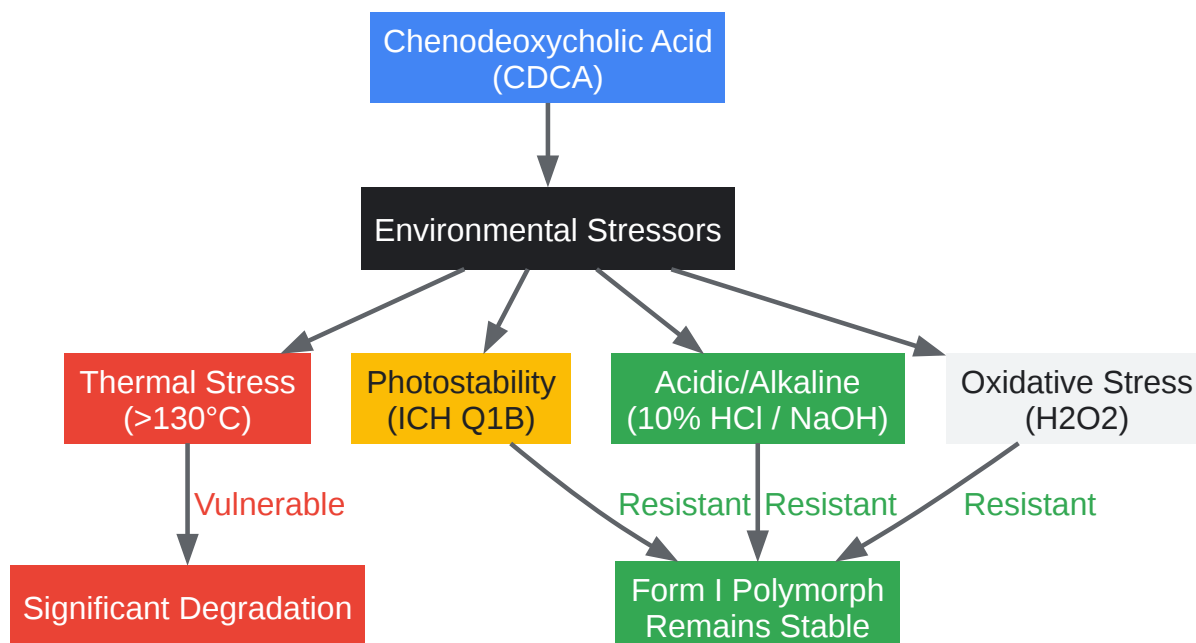 Chenodeoxycholic Acid
(CDCA)
Environmental Stressors
Thermal Stress
(>130°C)
Photostability
(ICH Q1B)
Acidic/Alkaline
(10% HCl / NaOH)
Oxidative Stress
(H2O2)
Vulnerable
Resistant
Resistant
Resistant
Significant Degradation
Form I Polymorph
Remains Stable